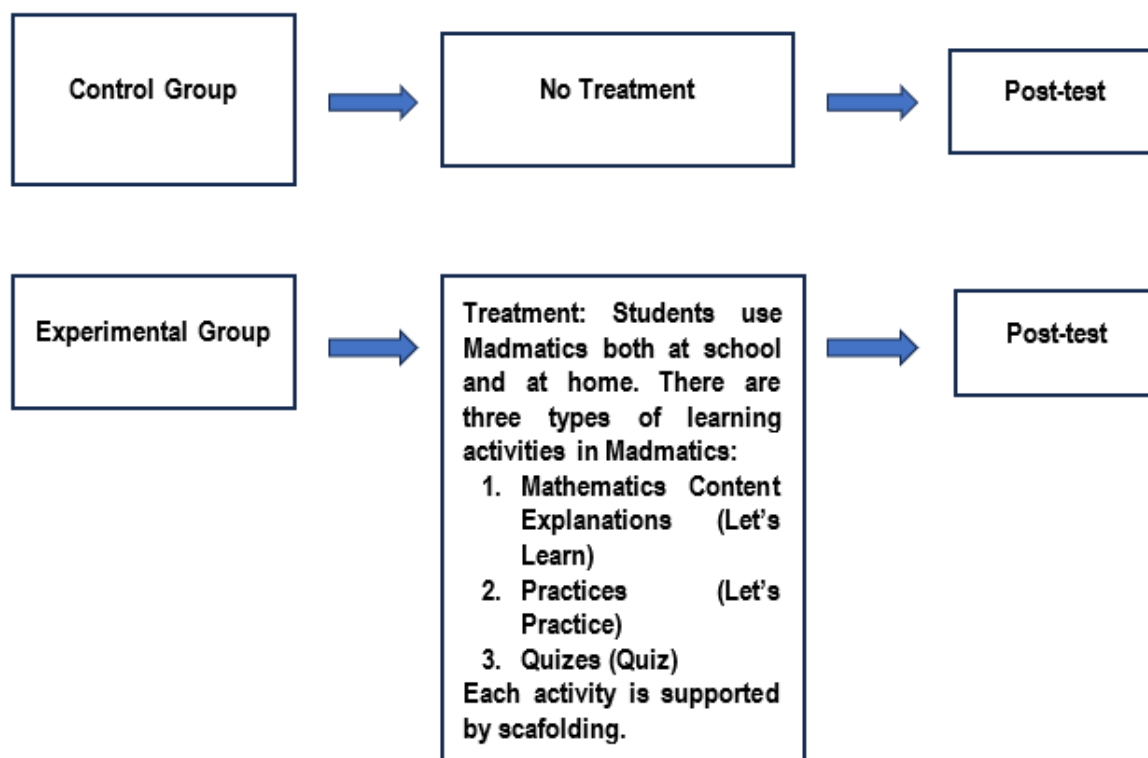 Control Group
No Treatment
Post-test
Experimental Group
Treatment: Students use
Madmatics both at school
and at home. There are
three types of learning
activities in Madmatics:
1. Mathematics Content
Explanations (Let's
Learn)
2. Practices (Let's
Practice)
3. Quizes (Quiz)
Each activity is supported
by scafolding.
Post-test